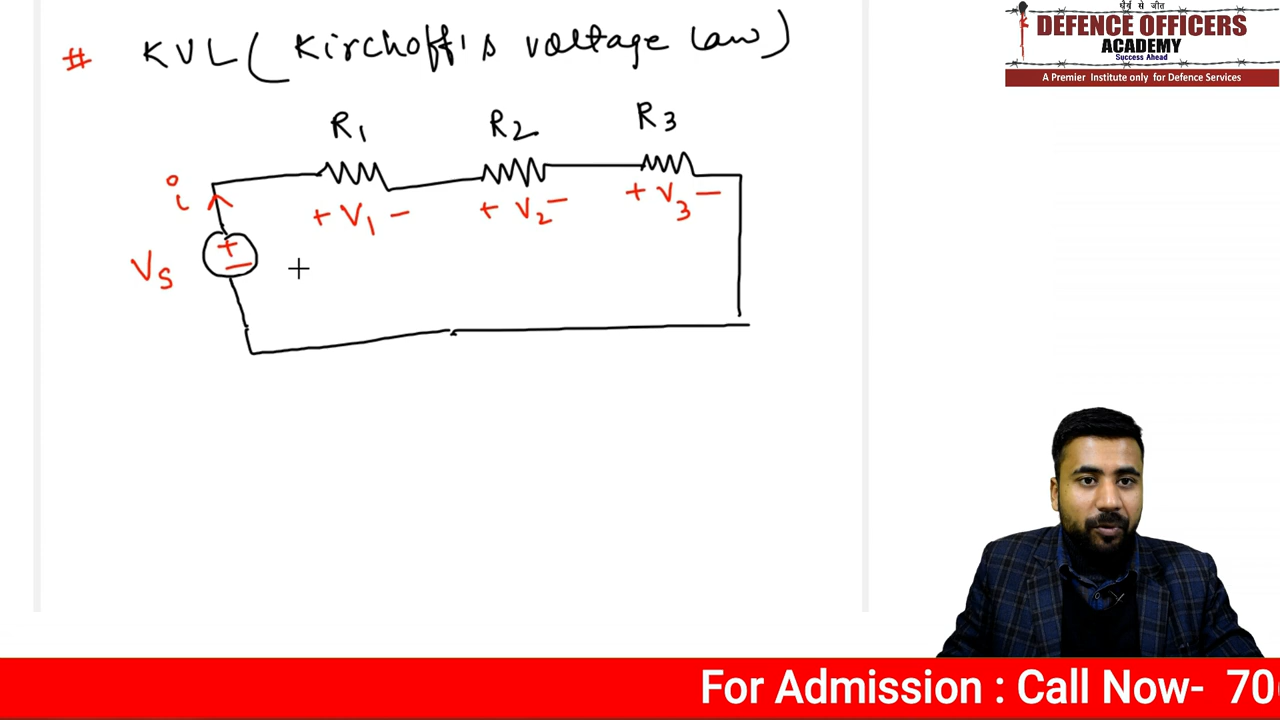 # KVL (Kirchoff's voltage law)
धैर्य से जीत
DEFENCE OFFICERS
ACADEMY
Success Ahead
A Premier Institute only for Defence Services
R1 R2 R3
i
+ V1 - + V2 - + V3 -
VS + -
For Admission : Call Now- 70